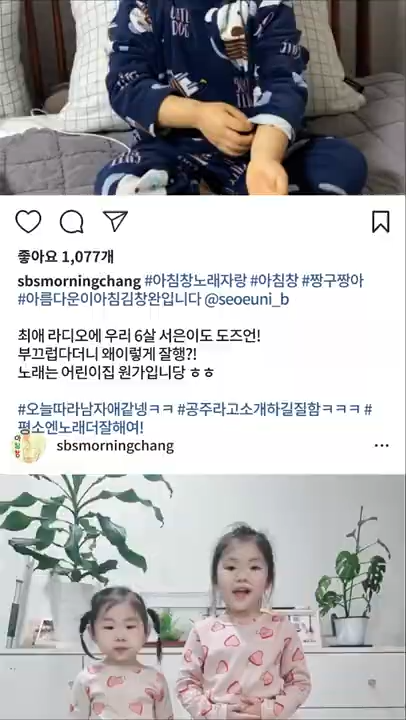 좋아요 1,077개
sbsmorningchang #아침창노래자랑 #아침창 #짱구짱아
#아름다운이아침김창완입니다 @seoeuni_b
최애 라디오에 우리 6살 서은이도 도즈언!
부끄럽다더니 왜이렇게 잘행?!
노래는 어린이집 원가입니당 ㅎㅎ
#오늘따라남자애같넹ㅋㅋ #공주라고소개하길질함ㅋㅋㅋ #
평소엔노래더잘해여!
아침창
sbsmorningchang